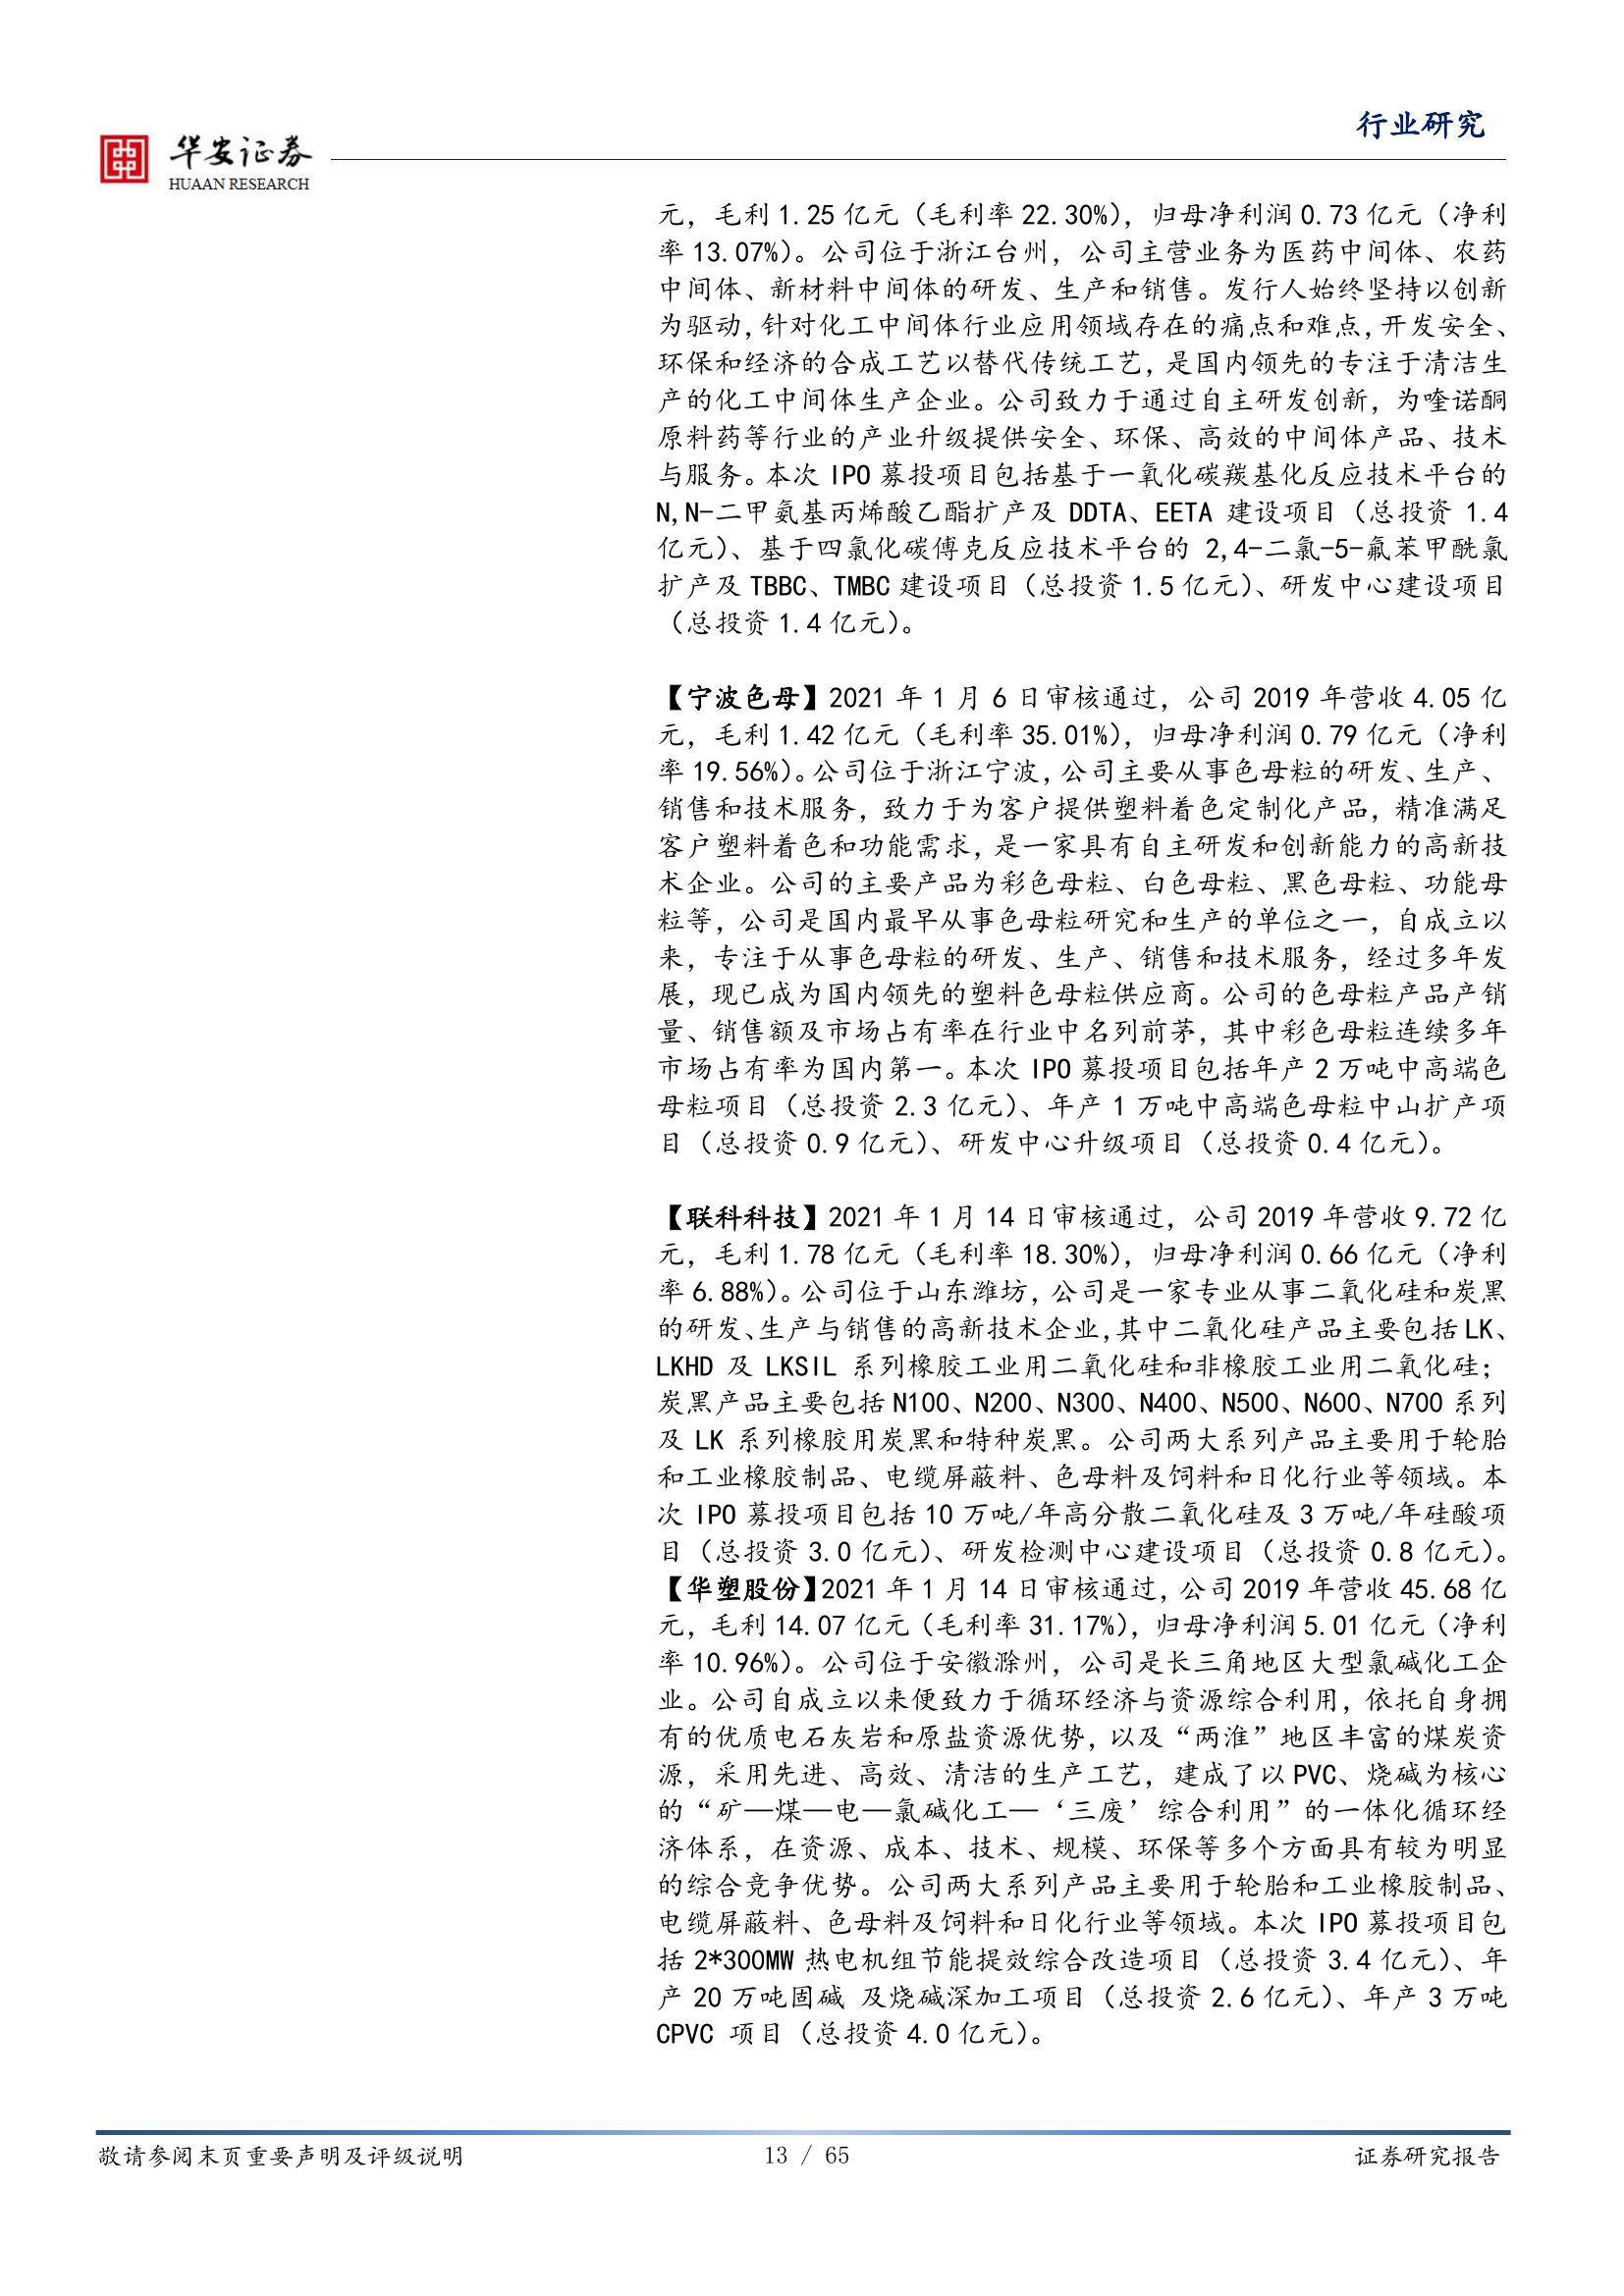 行业研究
华安证券
HUAAN RESEARCH
元，毛利 1.25 亿元（毛利率 22.30%），归母净利润 0.73 亿元（净利
率 13.07%）。公司位于浙江台州，公司主营业务为医药中间体、农药
中间体、新材料中间体的研发、生产和销售。发行人始终坚持以创新
为驱动，针对化工中间体行业应用领域存在的痛点和难点，开发安全、
环保和经济的合成工艺以替代传统工艺，是国内领先的专注于清洁生
产的化工中间体生产企业。公司致力于通过自主研发创新，为喹诺酮
原料药等行业的产业升级提供安全、环保、高效的中间体产品、技术
与服务。本次 IPO 募投项目包括基于一氧化碳羰基化反应技术平台的
N,N-二甲氨基丙烯酸乙酯扩产及 DDTA、EETA 建设项目（总投资 1.4
亿元）、基于四氯化碳傅克反应技术平台的 2,4-二氯-5-氟苯甲酰氯
扩产及 TBBC、TMBC 建设项目（总投资 1.5 亿元）、研发中心建设项目
（总投资 1.4 亿元）。
【宁波色母】2021 年 1 月 6 日审核通过，公司 2019 年营收 4.05 亿
元，毛利 1.42 亿元（毛利率 35.01%），归母净利润 0.79 亿元（净利
率 19.56%）。公司位于浙江宁波，公司主要从事色母粒的研发、生产、
销售和技术服务，致力于为客户提供塑料着色定制化产品，精准满足
客户塑料着色和功能需求，是一家具有自主研发和创新能力的高新技
术企业。公司的主要产品为彩色母粒、白色母粒、黑色母粒、功能母
粒等，公司是国内最早从事色母粒研究和生产的单位之一，自成立以
来，专注于从事色母粒的研发、生产、销售和技术服务，经过多年发
展，现已成为国内领先的塑料色母粒供应商。公司的色母粒产品产销
量、销售额及市场占有率在行业中名列前茅，其中彩色母粒连续多年
市场占有率为国内第一。本次 IPO 募投项目包括年产 2 万吨中高端色
母粒项目（总投资 2.3 亿元）、年产 1 万吨中高端色母粒中山扩产项
目（总投资 0.9 亿元）、研发中心升级项目（总投资 0.4 亿元）。
【联科科技】2021 年 1 月 14 日审核通过，公司 2019 年营收 9.72 亿
元，毛利 1.78 亿元（毛利率 18.30%），归母净利润 0.66 亿元（净利
率 6.88%）。公司位于山东潍坊，公司是一家专业从事二氧化硅和炭黑
的研发、生产与销售的高新技术企业，其中二氧化硅产品主要包括 LK、
LKHD 及 LKSIL 系列橡胶工业用二氧化硅和非橡胶工业用二氧化硅；
炭黑产品主要包括 N100、N200、N300、N400、N500、N600、N700 系列
及 LK 系列橡胶用炭黑和特种炭黑。公司两大系列产品主要用于轮胎
和工业橡胶制品、电缆屏蔽料、色母料及饲料和日化行业等领域。本
次 IPO 募投项目包括 10 万吨/年高分散二氧化硅及 3 万吨/年硅酸项
目（总投资 3.0 亿元）、研发检测中心建设项目（总投资 0.8 亿元）。
【华塑股份】2021 年 1 月 14 日审核通过，公司 2019 年营收 45.68 亿
元，毛利 14.07 亿元（毛利率 31.17%），归母净利润 5.01 亿元（净利
率 10.96%）。公司位于安徽滁州，公司是长三角地区大型氯碱化工企
业。公司自成立以来便致力于循环经济与资源综合利用，依托自身拥
有的优质电石灰岩和原盐资源优势，以及“两淮”地区丰富的煤炭资
源，采用先进、高效、清洁的生产工艺，建成了以 PVC、烧碱为核心
的“矿—煤—电—氯碱化工—‘三废’综合利用”的一体化循环经
济体系，在资源、成本、技术、规模、环保等多个方面具有较为明显
的综合竞争优势。公司两大系列产品主要用于轮胎和工业橡胶制品、
电缆屏蔽料、色母料及饲料和日化行业等领域。本次 IPO 募投项目包
括 2*300MW 热电机组节能提效综合改造项目（总投资 3.4 亿元）、年
产 20 万吨固碱 及烧碱深加工项目（总投资 2.6 亿元）、年产 3 万吨
CPVC 项目（总投资 4.0 亿元）。
敬请参阅末页重要声明及评级说明
13 / 65
证券研究报告